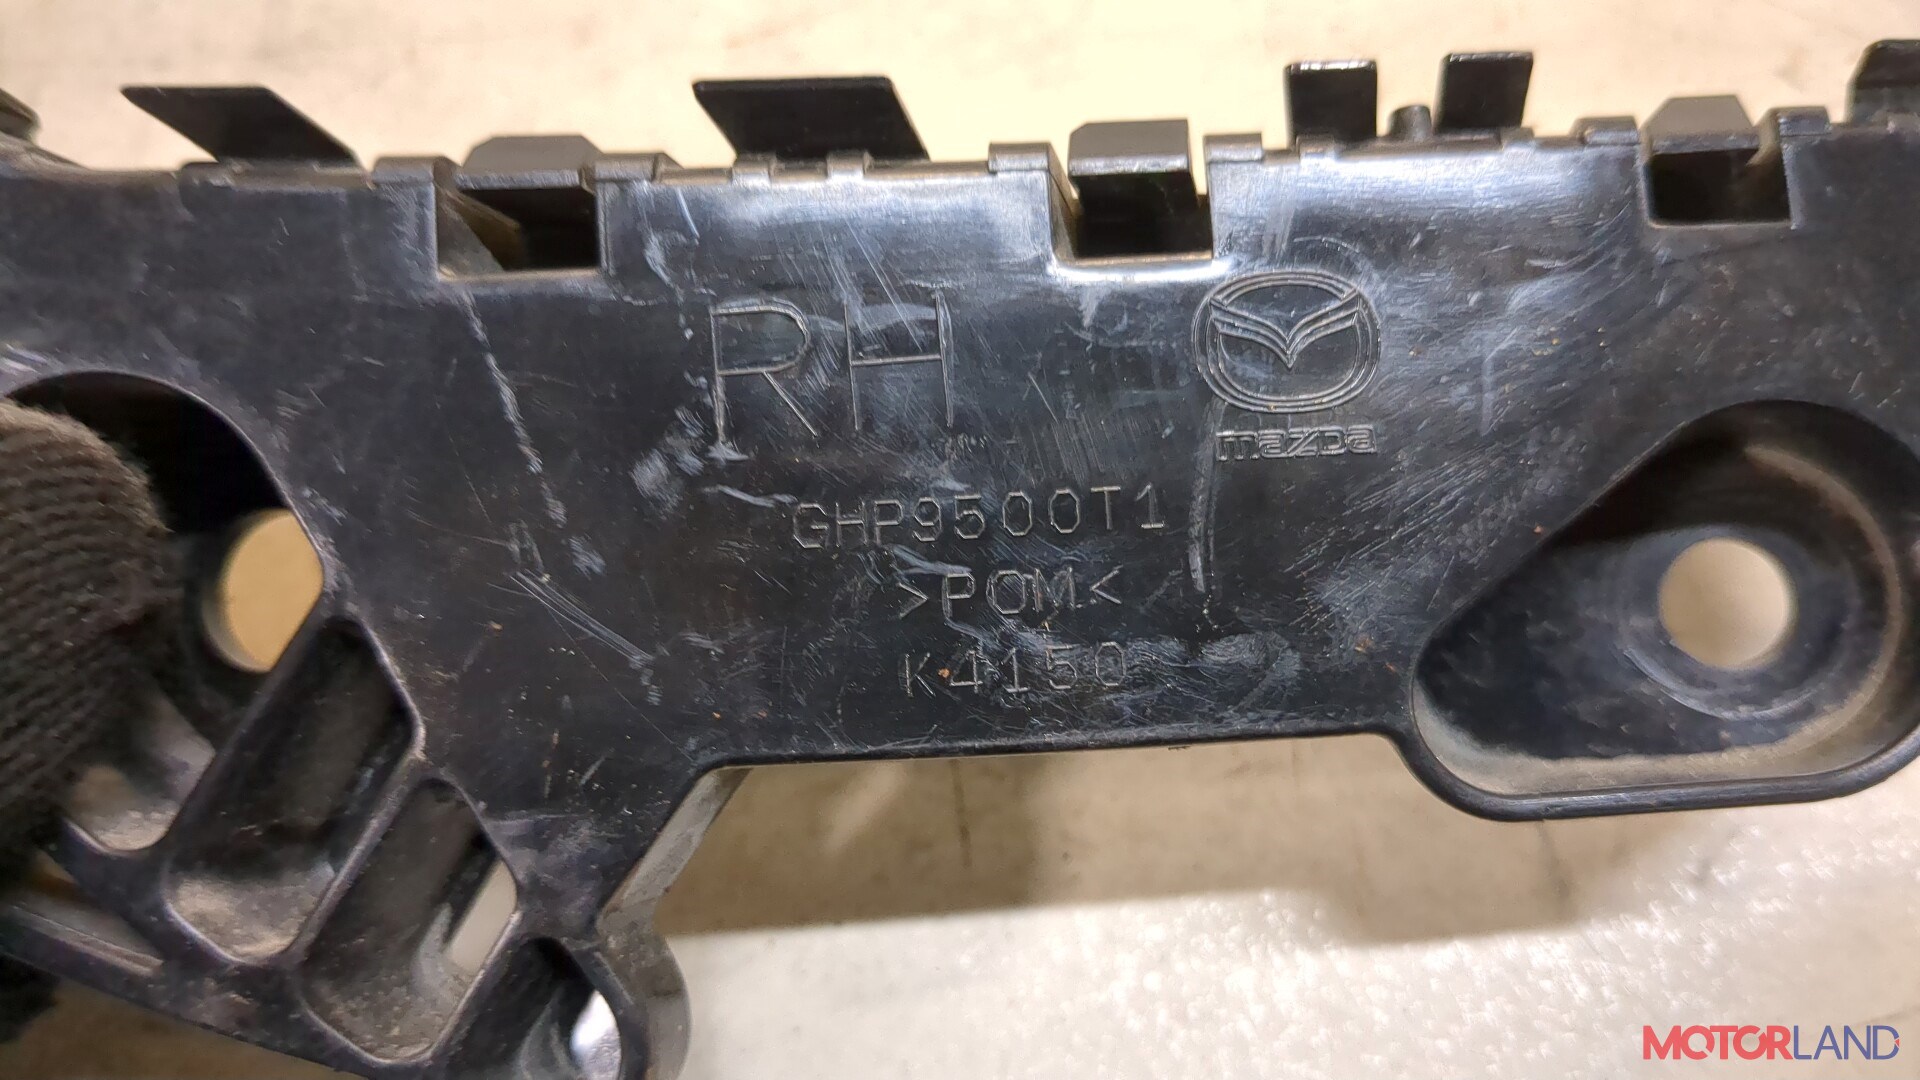 RH
mazda
GHP9500T1
>POM<
K4150
MOTORLAND